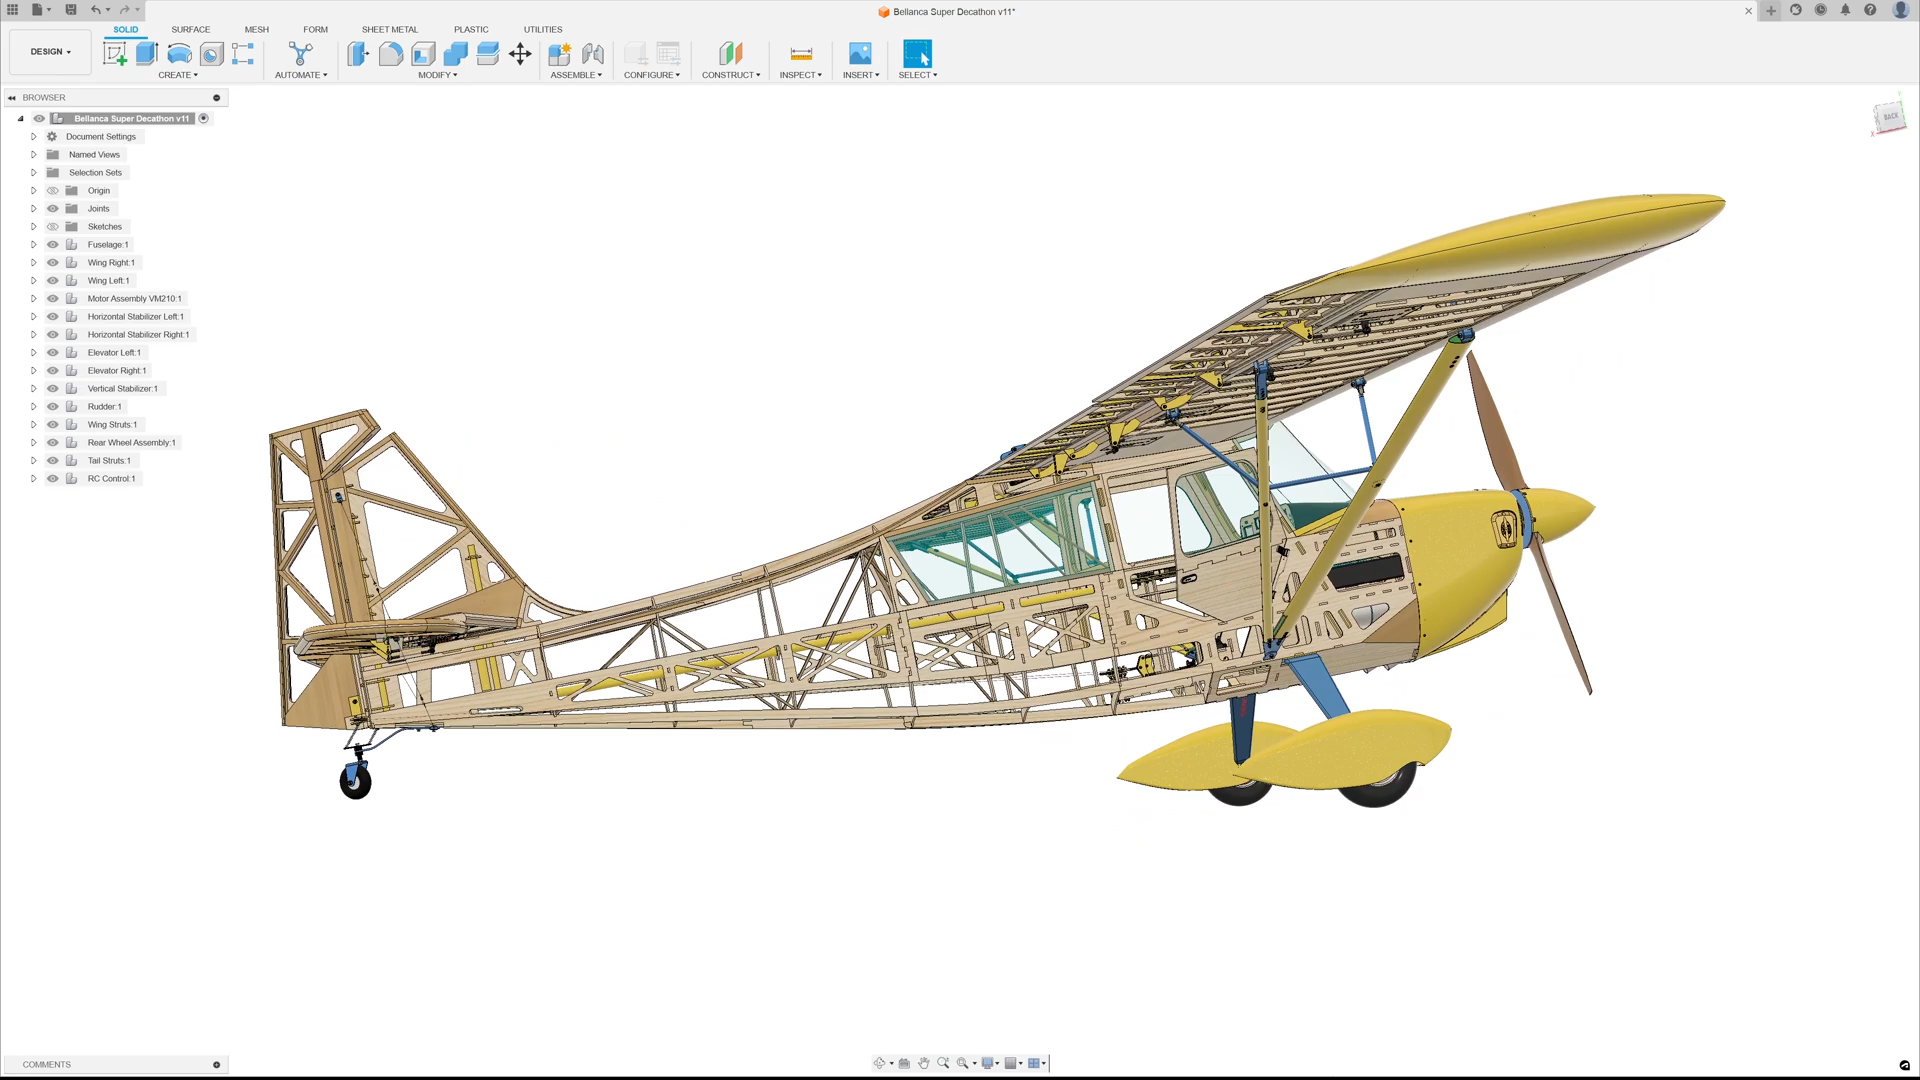 Bellanca Super Decathon v11*
SOLID SURFACE MESH FORM SHEET METAL PLASTIC UTILITIES
DESIGN
CREATE AUTOMATE MODIFY ASSEMBLE CONFIGURE CONSTRUCT INSPECT INSERT SELECT
BROWSER
Bellanca Super Decathon v11
Document Settings
Named Views
Selection Sets
Origin
Joints
Sketches
Fuselage:1
Wing Right:1
Wing Left:1
Motor Assembly VM210:1
Horizontal Stabilizer Left:1
Horizontal Stabilizer Right:1
Elevator Left:1
Elevator Right:1
Vertical Stabilizer:1
Rudder:1
Wing Struts:1
Rear Wheel Assembly:1
Tail Struts:1
RC Control:1
BACK
X
COMMENTS